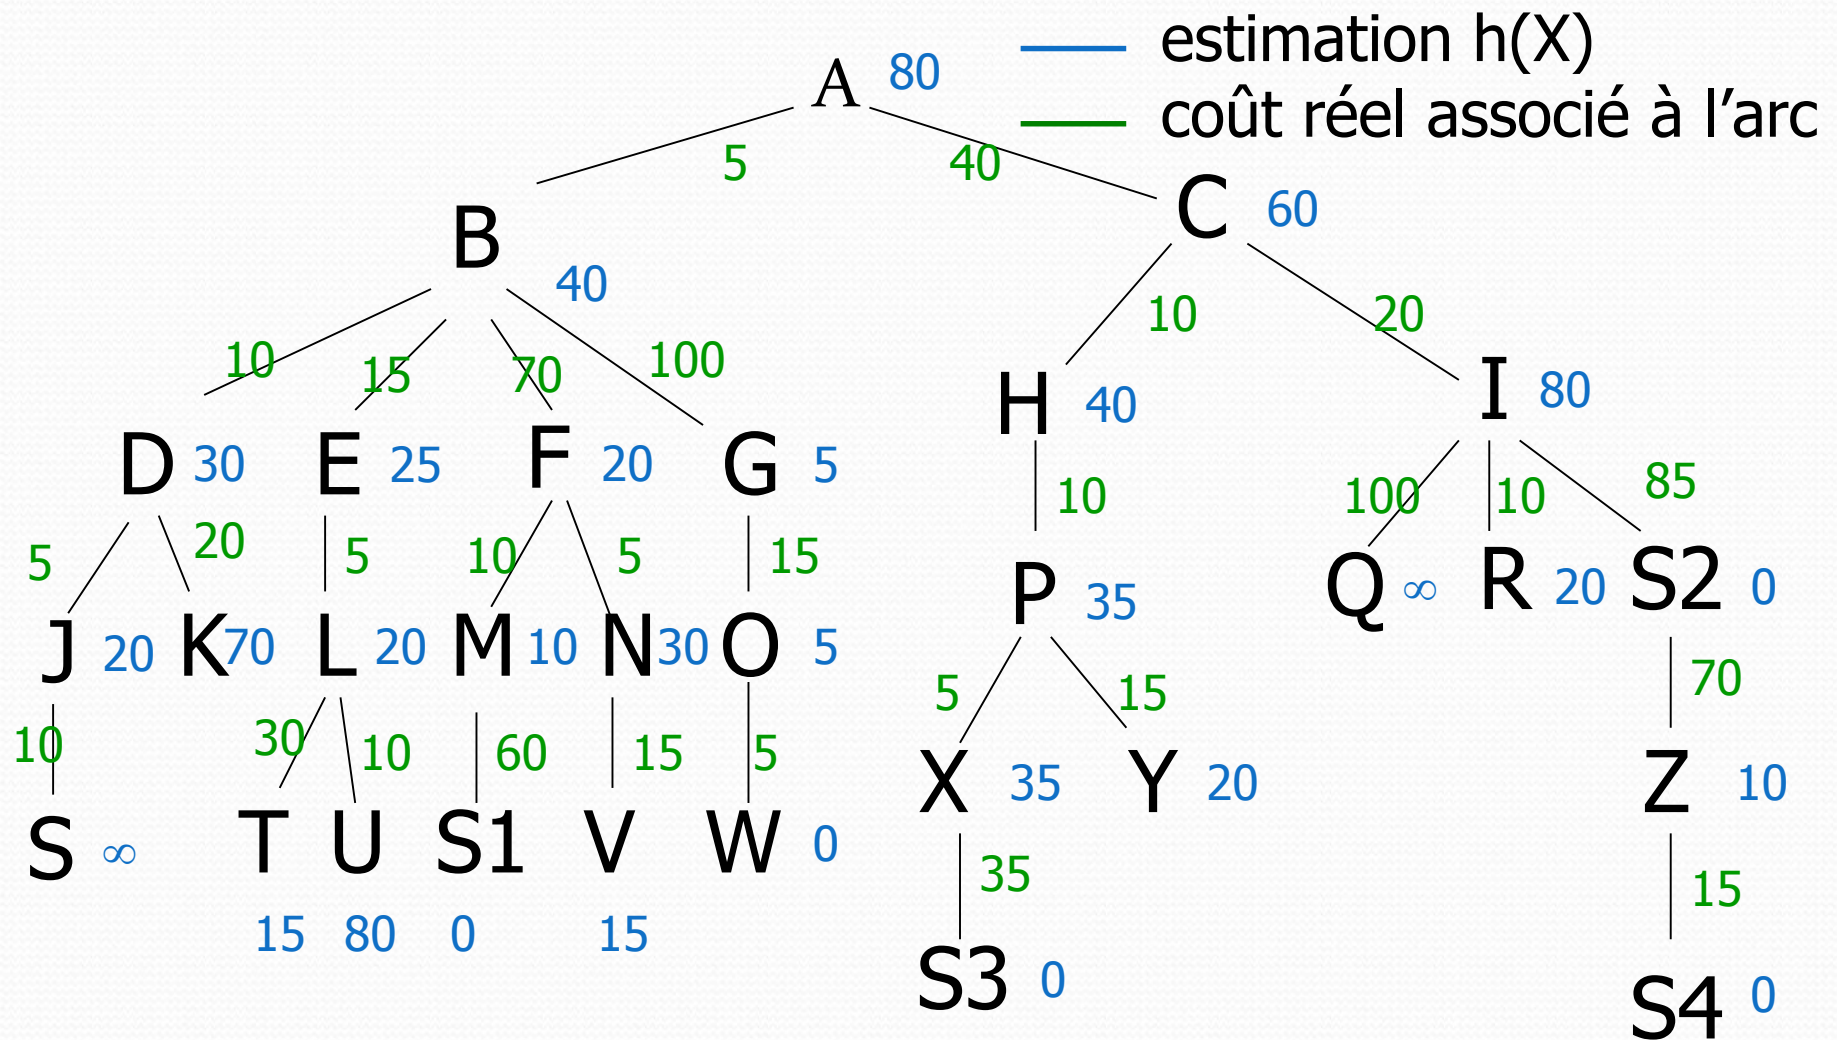 estimation h(X)
A 80
coût réel associé à l’arc
5 40
C 60
B
40
10 20
10 15 70 100
I 80
H 40
D 30 E 25 F 20 G 5
85
100 10
10
20
5 5 10 5 15
Q ∞ R 20 S2 0
P 35
J 20 K 70 L 20 M 10 N 30 O 5
70
5 15
10 30 10 60 15 5
X 35 Y 20 Z 10
S ∞ T U S1 V W 0
35
15
15 80 0 15
S3 0
S4 0